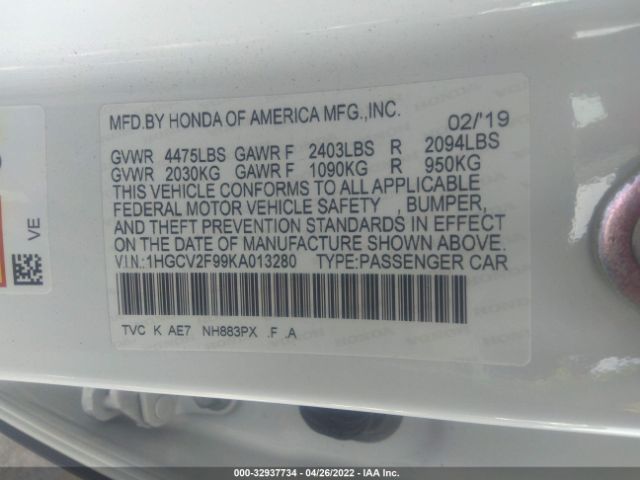 MFD.BY HONDA OF AMERICA MFG.,INC.
02/'19
GVWR 4475LBS GAWR F 2403LBS R 2094LBS
GVWR 2030KG GAWR F 1090KG R 950KG
THIS VEHICLE CONFORMS TO ALL APPLICABLE
FEDERAL MOTOR VEHICLE SAFETY , BUMPER,
AND THEFT PREVENTION STANDARDS IN EFFECT
ON THE DATE OF MANUFACTURE SHOWN ABOVE.
V.I.N.:1HGCV2F99KA013280 TYPE:PASSENGER CAR
TVC K AE7 NH883PX .F .A
VE
000-32937734 - 04/26/2022 - IAA Inc.